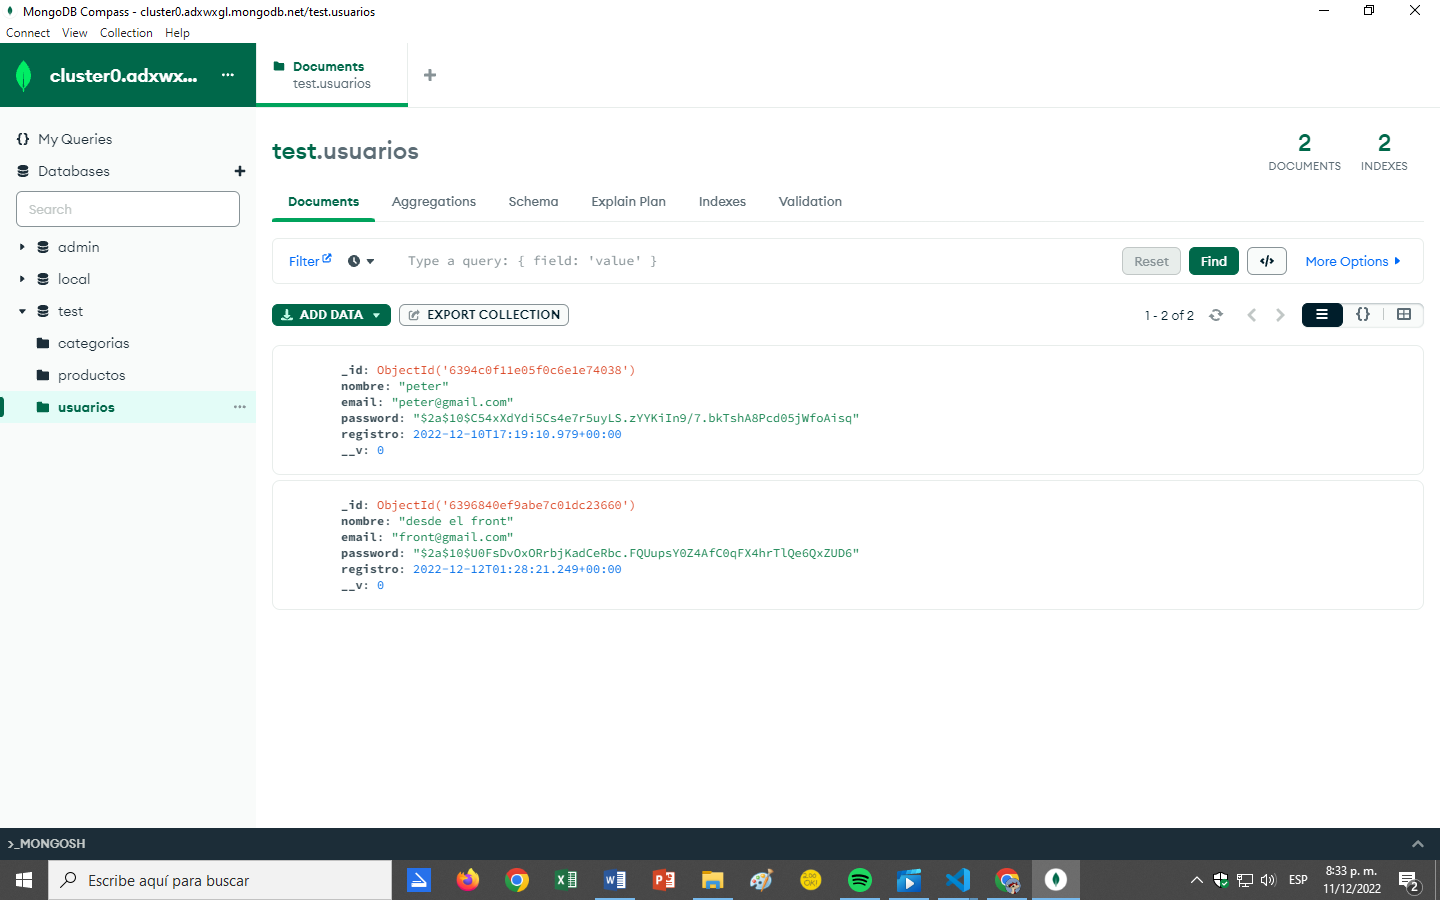 MongoDB Compass - cluster0.adxwxgl.mongodb.net/test.usuarios
Connect View Collection Help
cluster0.adxwx... ...
Documents
test.usuarios
{} My Queries
Databases
Search
admin
local
test
categorias
productos
usuarios ...
test.usuarios
2
DOCUMENTS
2
INDEXES
Documents Aggregations Schema Explain Plan Indexes Validation
Filter Type a query: { field: 'value' } Reset Find </> More Options
ADD DATA EXPORT COLLECTION 1 - 2 of 2 {}
_id: ObjectId('6394c0f11e05f0c6e1e74038')
nombre: "peter"
email: "peter@gmail.com"
password: "$2a$10$C54xXdYdi5Cs4e7r5uyLS.zYYKiIn9/7.bkTshA8Pcd05jWfoAisq"
registro: 2022-12-10T17:19:10.979+00:00
__v: 0
_id: ObjectId('6396840ef9abe7c01dc23660')
nombre: "desde el front"
email: "front@gmail.com"
password: "$2a$10$U0FsDvOxORrbjKadCeRbc.FQUupsY0Z4AfC0qFX4hrTlQe6QxZUD6"
registro: 2022-12-12T01:28:21.249+00:00
__v: 0
>_MONGOSH
Escribe aquí para buscar
ESP
8:33 p. m.
11/12/2022
2